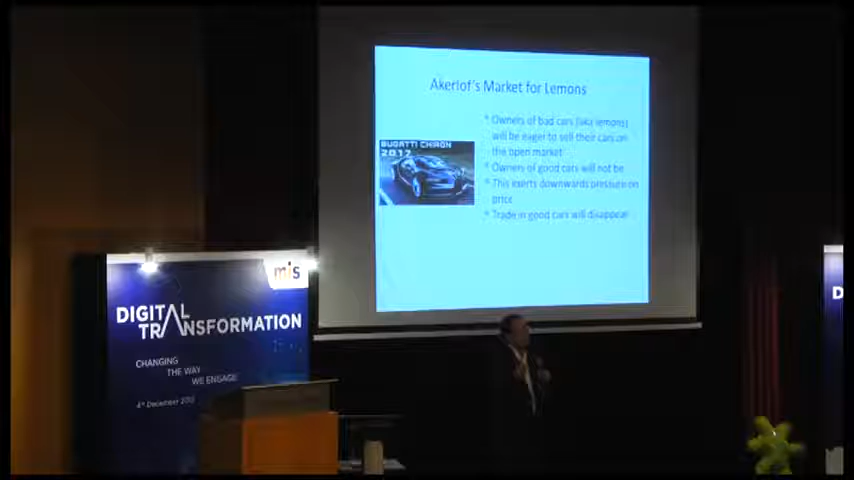 Akerlof's Market for Lemons
* Owners of bad cars (aka lemons)
will be eager to sell their cars on
the open market
* Owners of good cars will not be
* This exerts downwards pressure on
price
* Trade in good cars will disappear
BUGATTI CHIRON
2017
mis
DIGITAL
TRANSFORMATION
CHANGING
THE WAY
WE ENGAGE
4th December
D